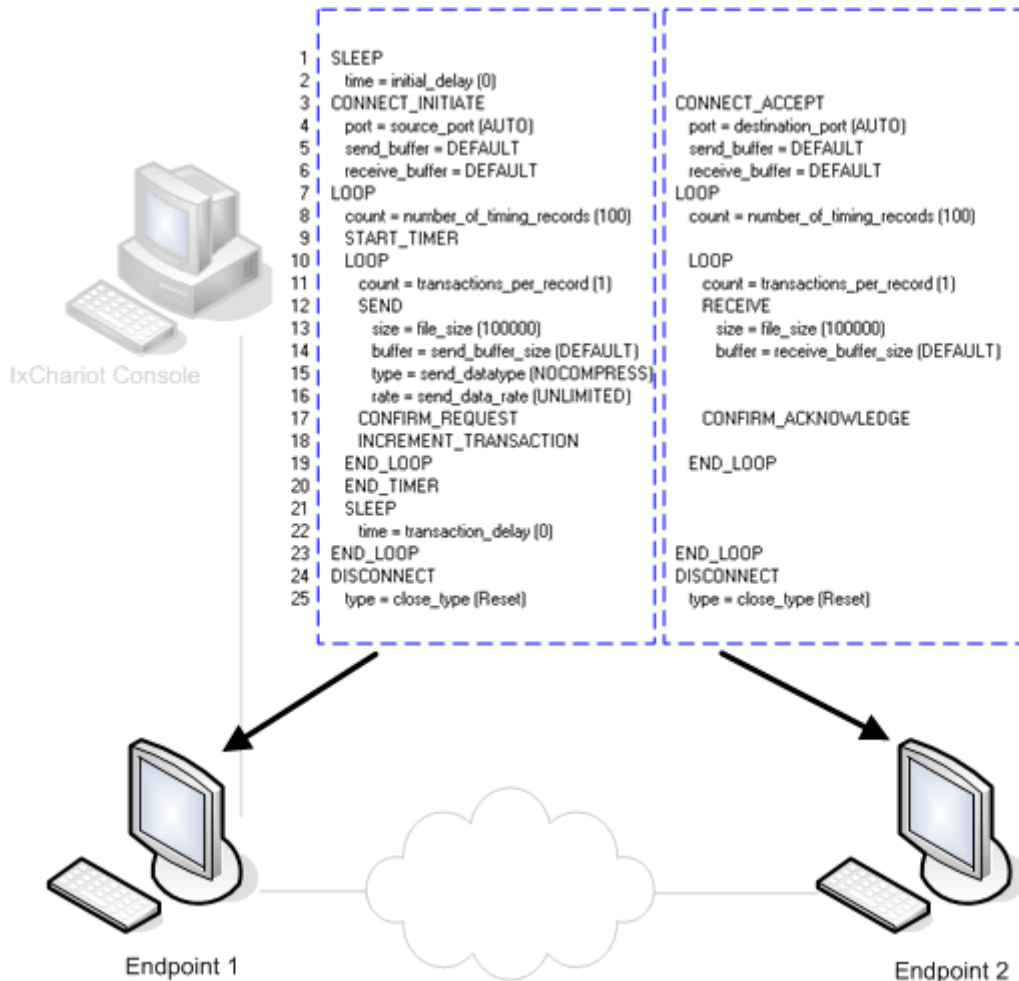 1 SLEEP
2 time = initial_delay (0)
3 CONNECT_INITIATE CONNECT_ACCEPT
4 port = source_port (AUTO) port = destination_port (AUTO)
5 send_buffer = DEFAULT send_buffer = DEFAULT
6 receive_buffer = DEFAULT receive_buffer = DEFAULT
7 LOOP LOOP
8 count = number_of_timing_records (100) count = number_of_timing_records (100)
9 START_TIMER
10 LOOP LOOP
11 count = transactions_per_record (1) count = transactions_per_record (1)
12 SEND RECEIVE
13 size = file_size (100000) size = file_size (100000)
14 buffer = send_buffer_size (DEFAULT) buffer = receive_buffer_size (DEFAULT)
15 type = send_datatype (NOCOMPRESS)
16 rate = send_data_rate (UNLIMITED)
17 CONFIRM_REQUEST CONFIRM_ACKNOWLEDGE
18 INCREMENT_TRANSACTION
19 END_LOOP END_LOOP
20 END_TIMER
21 SLEEP
22 time = transaction_delay (0)
23 END_LOOP END_LOOP
24 DISCONNECT DISCONNECT
25 type = close_type (Reset) type = close_type (Reset)
IxChariot Console
Endpoint 1 Endpoint 2